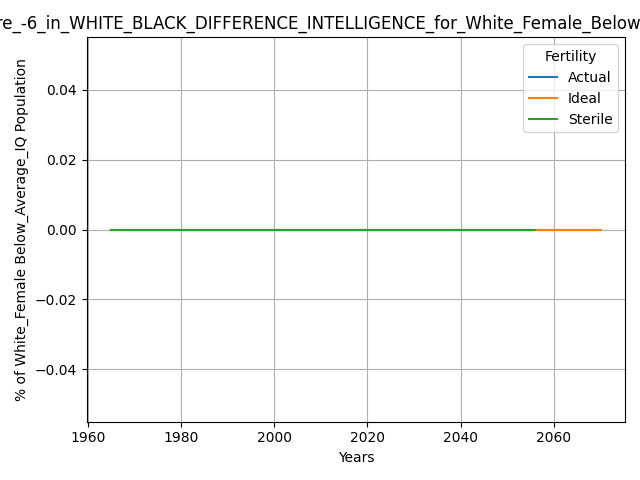 re_-6_in_WHITE_BLACK_DIFFERENCE_INTELLIGENCE_for_White_Female_Below
Fertility
Actual
Ideal
Sterile
% of White_Female Below_Average_IQ Population
0.04
0.02
0.00
−0.02
−0.04
1960 1980 2000 2020 2040 2060
Years